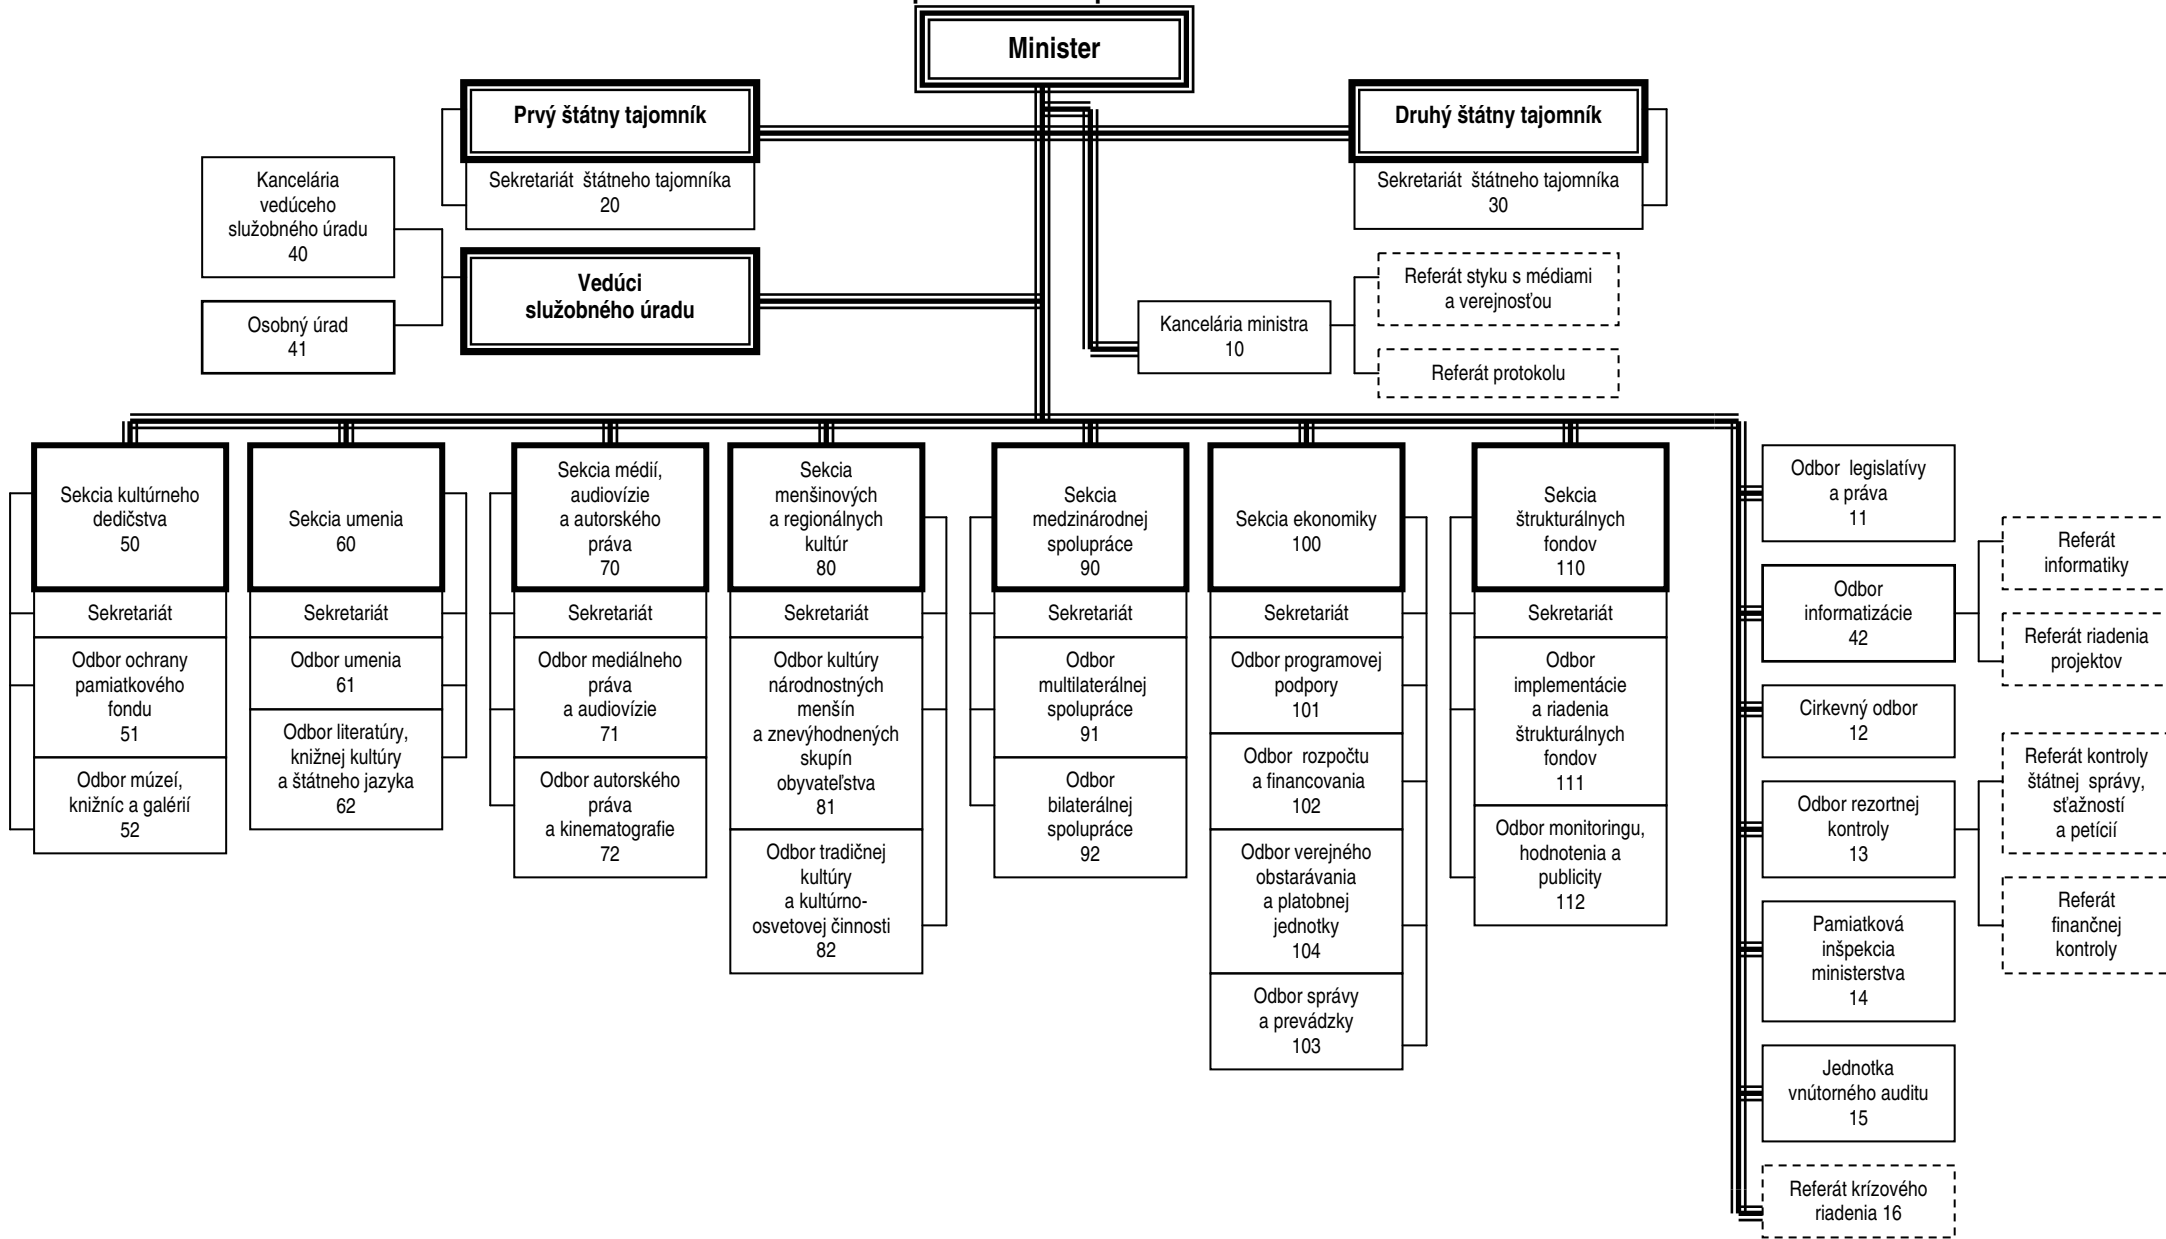 Minister
Prvý štátny tajomník
Sekretariát štátneho tajomníka
20
Druhý štátny tajomník
Sekretariát štátneho tajomníka
30
Kancelária
vedúceho
služobného úradu
40
Osobný úrad
41
Vedúci
služobného úradu
Kancelária ministra
10
Referát styku s médiami
a verejnosťou
Referát protokolu
Sekcia kultúrneho
dedičstva
50
Sekretariát
Odbor ochrany
pamiatkového
fondu
51
Odbor múzeí,
knižníc a galérií
52
Sekcia umenia
60
Sekretariát
Odbor umenia
61
Odbor literatúry,
knižnej kultúry
a štátneho jazyka
62
Sekcia médií,
audiovízie
a autorského
práva
70
Sekretariát
Odbor mediálneho
práva
a audiovízie
71
Odbor autorského
práva
a kinematografie
72
Sekcia
menšinových
a regionálnych
kultúr
80
Sekretariát
Odbor kultúry
národnostných
menšín
a znevýhodnených
skupín
obyvateľstva
81
Odbor tradičnej
kultúry
a kultúrno-
osvetovej činnosti
82
Sekcia
medzinárodnej
spolupráce
90
Sekretariát
Odbor
multilaterálnej
spolupráce
91
Odbor
bilaterálnej
spolupráce
92
Sekcia ekonomiky
100
Sekretariát
Odbor programovej
podpory
101
Odbor rozpočtu
a financovania
102
Odbor verejného
obstarávania
a platobnej
jednotky
104
Odbor správy
a prevádzky
103
Sekcia
štrukturálnych
fondov
110
Sekretariát
Odbor
implementácie
a riadenia
štrukturálnych
fondov
111
Odbor monitoringu,
hodnotenia a
publicity
112
Odbor legislatívy
a práva
11
Odbor
informatizácie
42
Referát
informatiky
Referát riadenia
projektov
Cirkevný odbor
12
Odbor rezortnej
kontroly
13
Referát kontroly
štátnej správy,
sťažností
a petícií
Referát
finančnej
kontroly
Pamiatková
inšpekcia
ministerstva
14
Jednotka
vnútorného auditu
15
Referát krízového
riadenia 16